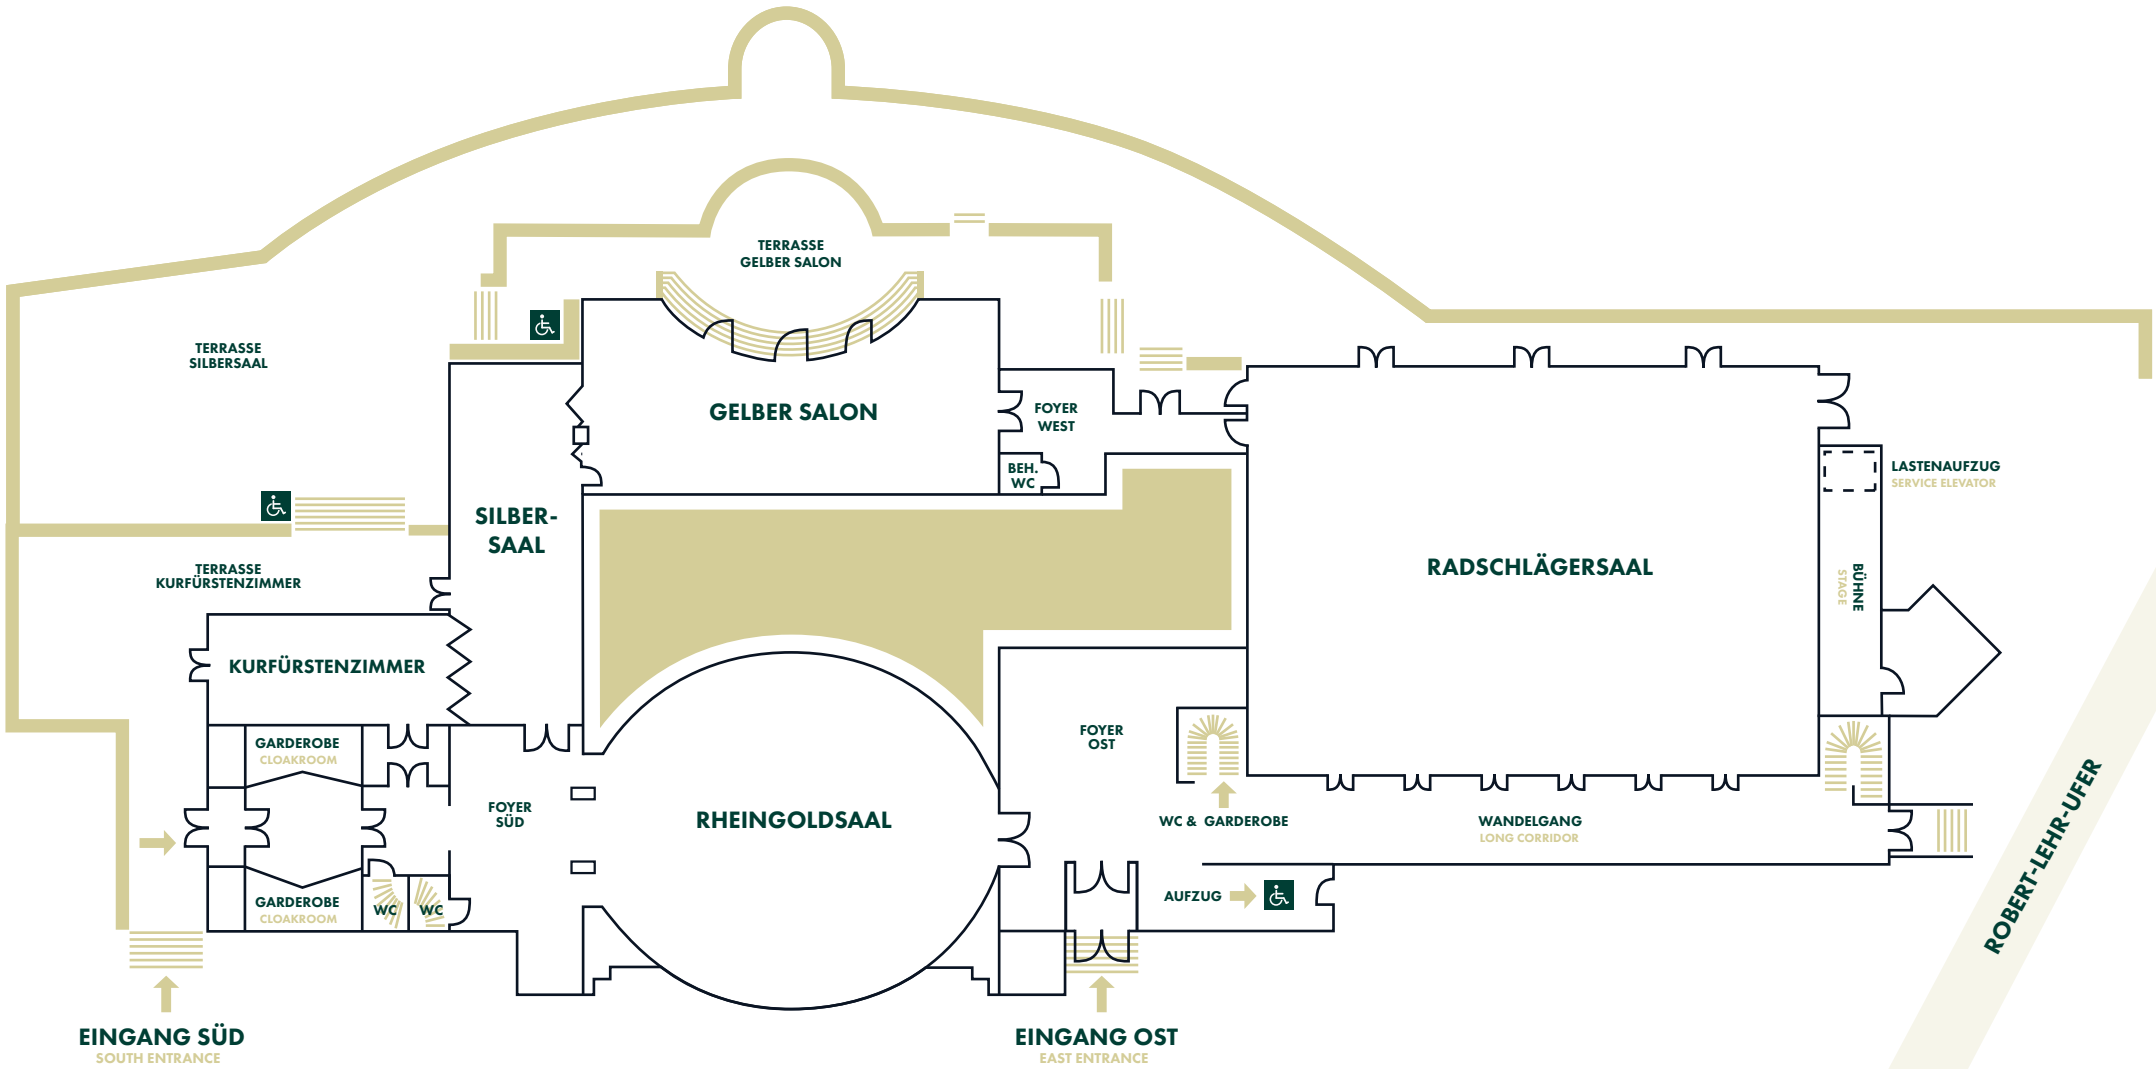 TERRASSE
GELBER SALON
TERRASSE
SILBERSAAL
GELBER SALON
FOYER
WEST
BEH.
WC
LASTENAUFZUG
SERVICE ELEVATOR
SILBER-
SAAL
TERRASSE
KURFÜRSTENZIMMER
RADSCHLÄGERSAAL
BÜHNE
STAGE
KURFÜRSTENZIMMER
GARDEROBE
CLOAKROOM
FOYER
OST
FOYER
SÜD
RHEINGOLDSAAL
WC & GARDEROBE
WANDELGANG
LONG CORRIDOR
ROBERT-LEHR-UFER
GARDEROBE
CLOAKROOM
WC
WC
AUFZUG
EINGANG SÜD
SOUTH ENTRANCE
EINGANG OST
EAST ENTRANCE